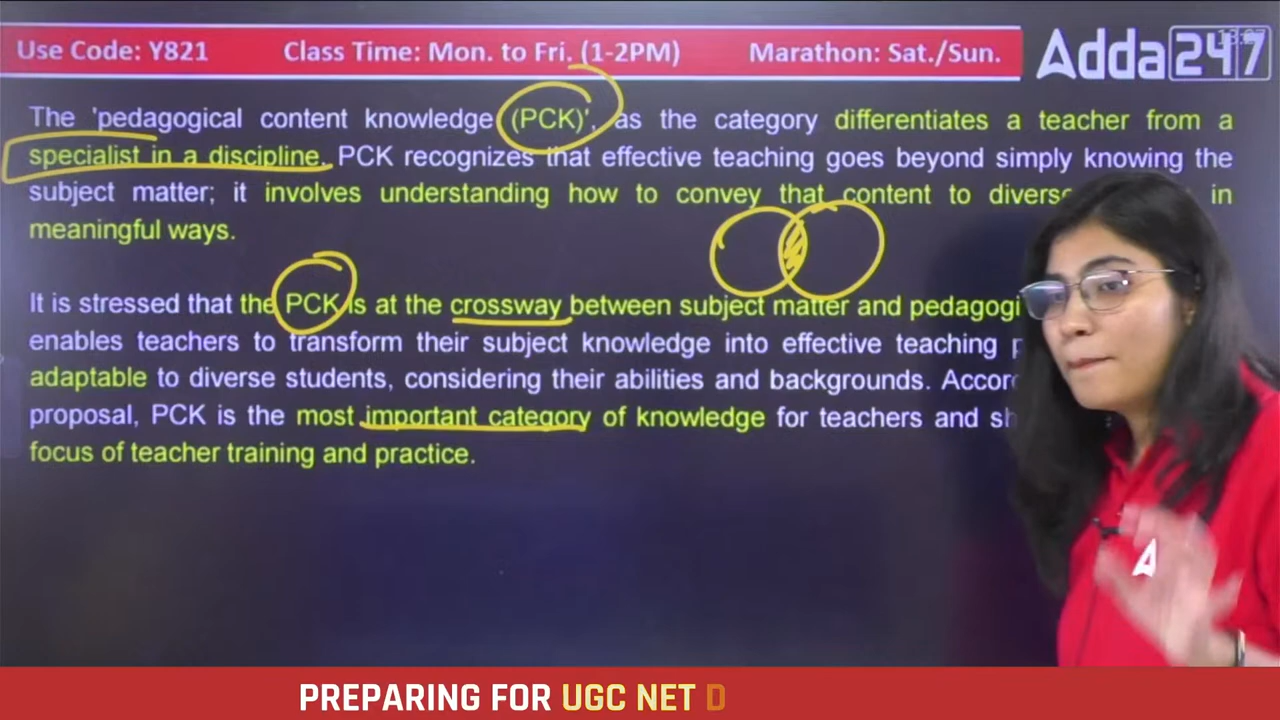 Use Code: Y821 Class Time: Mon. to Fri. (1-2PM) Marathon: Sat./Sun. Adda247
The 'pedagogical content knowledge (PCK)', as the category differentiates a teacher from a
specialist in a discipline. PCK recognizes that effective teaching goes beyond simply knowing the
subject matter; it involves understanding how to convey that content to in
meaningful ways.
It is stressed that the PCK is at the crossway between subject matter and
enables teachers to transform their subject knowledge into effective teaching
adaptable to diverse students, considering their abilities and backgrounds.
proposal, PCK is the most important category of knowledge for teachers and
focus of teacher training and practice.
PREPARING FOR UGC NET D